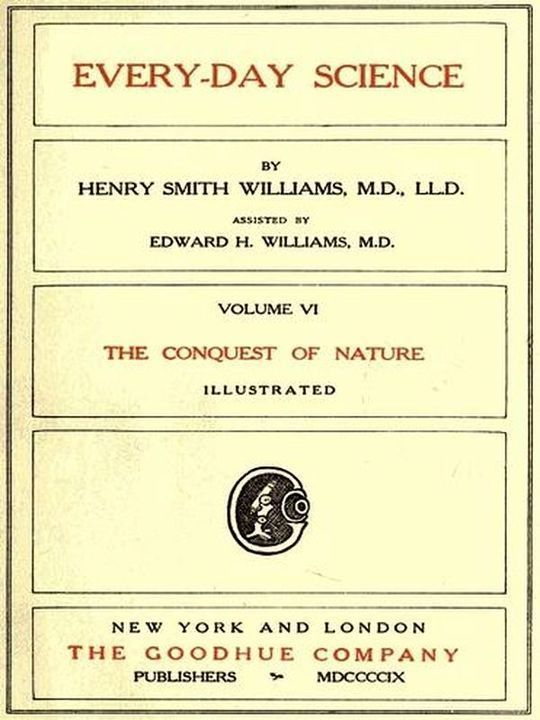 EVERY-DAY SCIENCE
BY
HENRY SMITH WILLIAMS, M.D., LL.D.
ASSISTED BY
EDWARD H. WILLIAMS, M.D.
VOLUME VI
THE CONQUEST OF NATURE
ILLUSTRATED
NEW YORK AND LONDON
THE GOODHUE COMPANY
PUBLISHERS MDCCCCIX